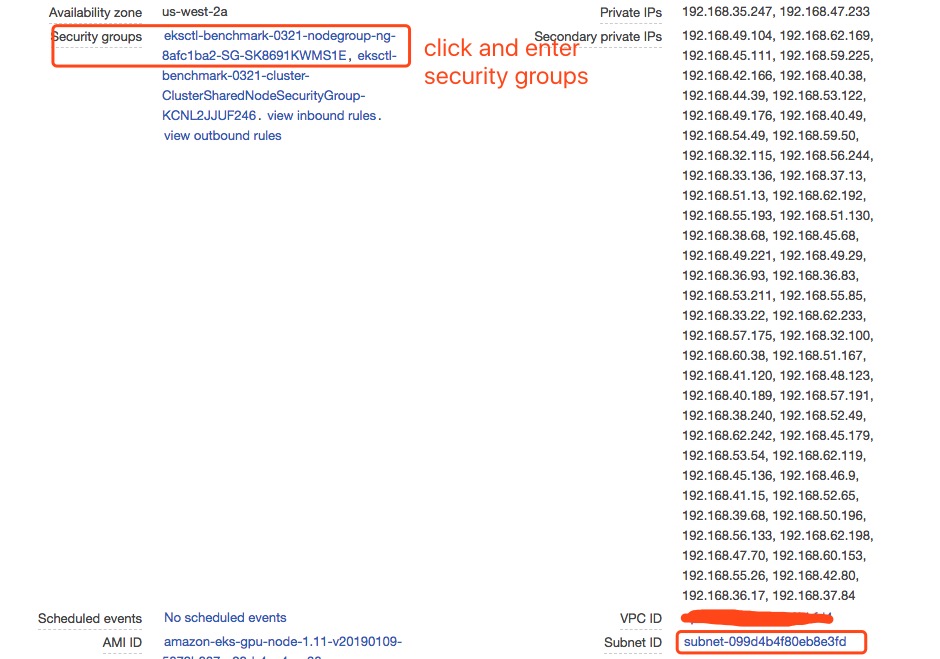 Availability zone us-west-2a
Security groups eksctl-benchmark-0321-nodegroup-ng-
8afc1ba2-SG-SK8691KWMS1E, eksctl-
benchmark-0321-cluster-
ClusterSharedNodeSecurityGroup-
KCNL2JJUF246. view inbound rules.
view outbound rules
click and enter
security groups
Scheduled events No scheduled events
AMI ID amazon-eks-gpu-node-1.11-v20190109-
Private IPs 192.168.35.247, 192.168.47.233
Secondary private IPs 192.168.49.104, 192.168.62.169,
192.168.45.111, 192.168.59.225,
192.168.42.166, 192.168.40.38,
192.168.44.39, 192.168.53.122,
192.168.49.176, 192.168.40.49,
192.168.54.49, 192.168.59.50,
192.168.32.115, 192.168.56.244,
192.168.33.136, 192.168.37.13,
192.168.51.13, 192.168.62.192,
192.168.55.193, 192.168.51.130,
192.168.38.68, 192.168.45.68,
192.168.49.221, 192.168.49.29,
192.168.36.93, 192.168.36.83,
192.168.53.211, 192.168.55.85,
192.168.33.22, 192.168.62.233,
192.168.57.175, 192.168.32.100,
192.168.60.38, 192.168.51.167,
192.168.41.120, 192.168.48.123,
192.168.40.189, 192.168.57.191,
192.168.38.240, 192.168.52.49,
192.168.62.242, 192.168.45.179,
192.168.53.54, 192.168.62.119,
192.168.45.136, 192.168.46.9,
192.168.41.15, 192.168.52.65,
192.168.39.68, 192.168.50.196,
192.168.56.133, 192.168.62.198,
192.168.47.70, 192.168.60.153,
192.168.55.26, 192.168.42.80,
192.168.36.17, 192.168.37.84
VPC ID
Subnet ID subnet-099d4b4f80eb8e3fd